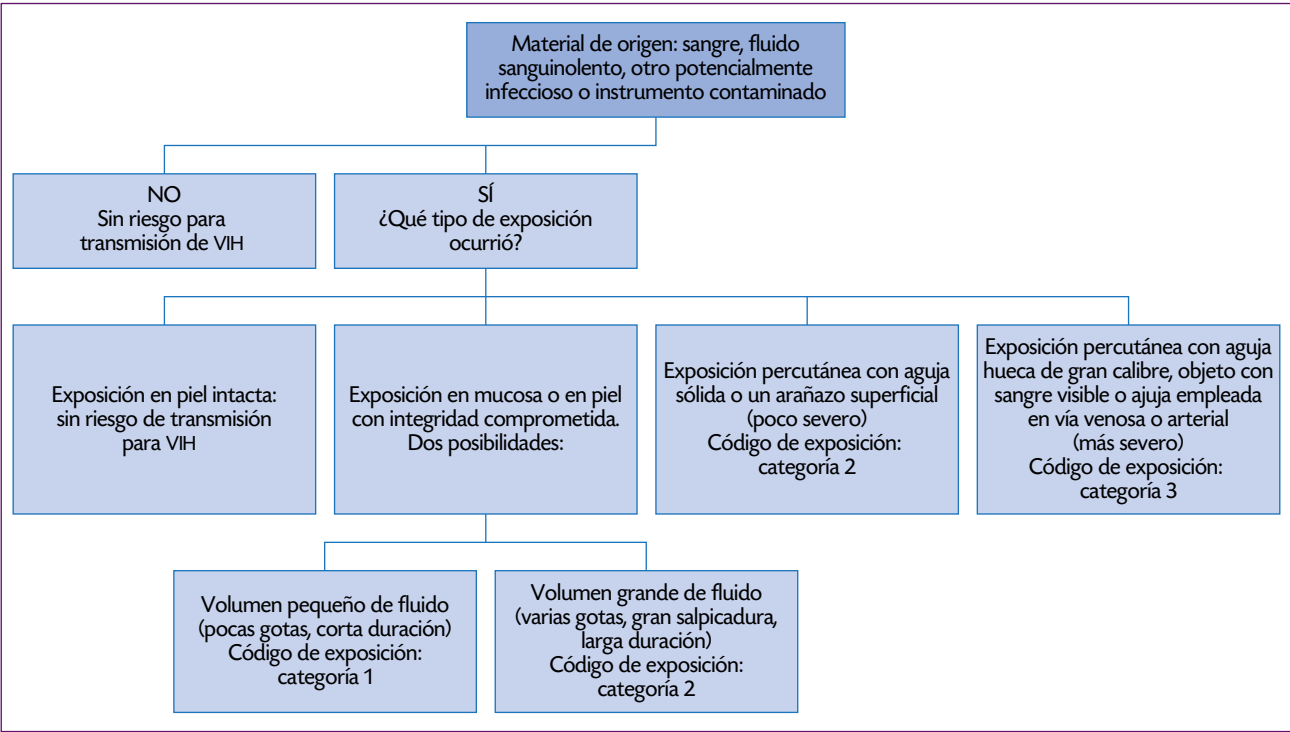 Material de origen: sangre, fluido
sanguinolento, otro potencialmente
infeccioso o instrumento contaminado
NO
Sin riesgo para
transmisión de VIH
SÍ
¿Qué tipo de exposición
ocurrió?
Exposición en piel intacta:
sin riesgo de transmisión
para VIH
Exposición en mucosa o en piel
con integridad comprometida.
Dos posibilidades:
Exposición percutánea con aguja
sólida o un arañazo superficial
(poco severo)
Código de exposición:
categoría 2
Exposición percutánea con aguja
hueca de gran calibre, objeto con
sangre visible o ajuja empleada
en vía venosa o arterial
(más severo)
Código de exposición:
categoría 3
Volumen pequeño de fluido
(pocas gotas, corta duración)
Código de exposición:
categoría 1
Volumen grande de fluido
(varias gotas, gran salpicadura,
larga duración)
Código de exposición:
categoría 2